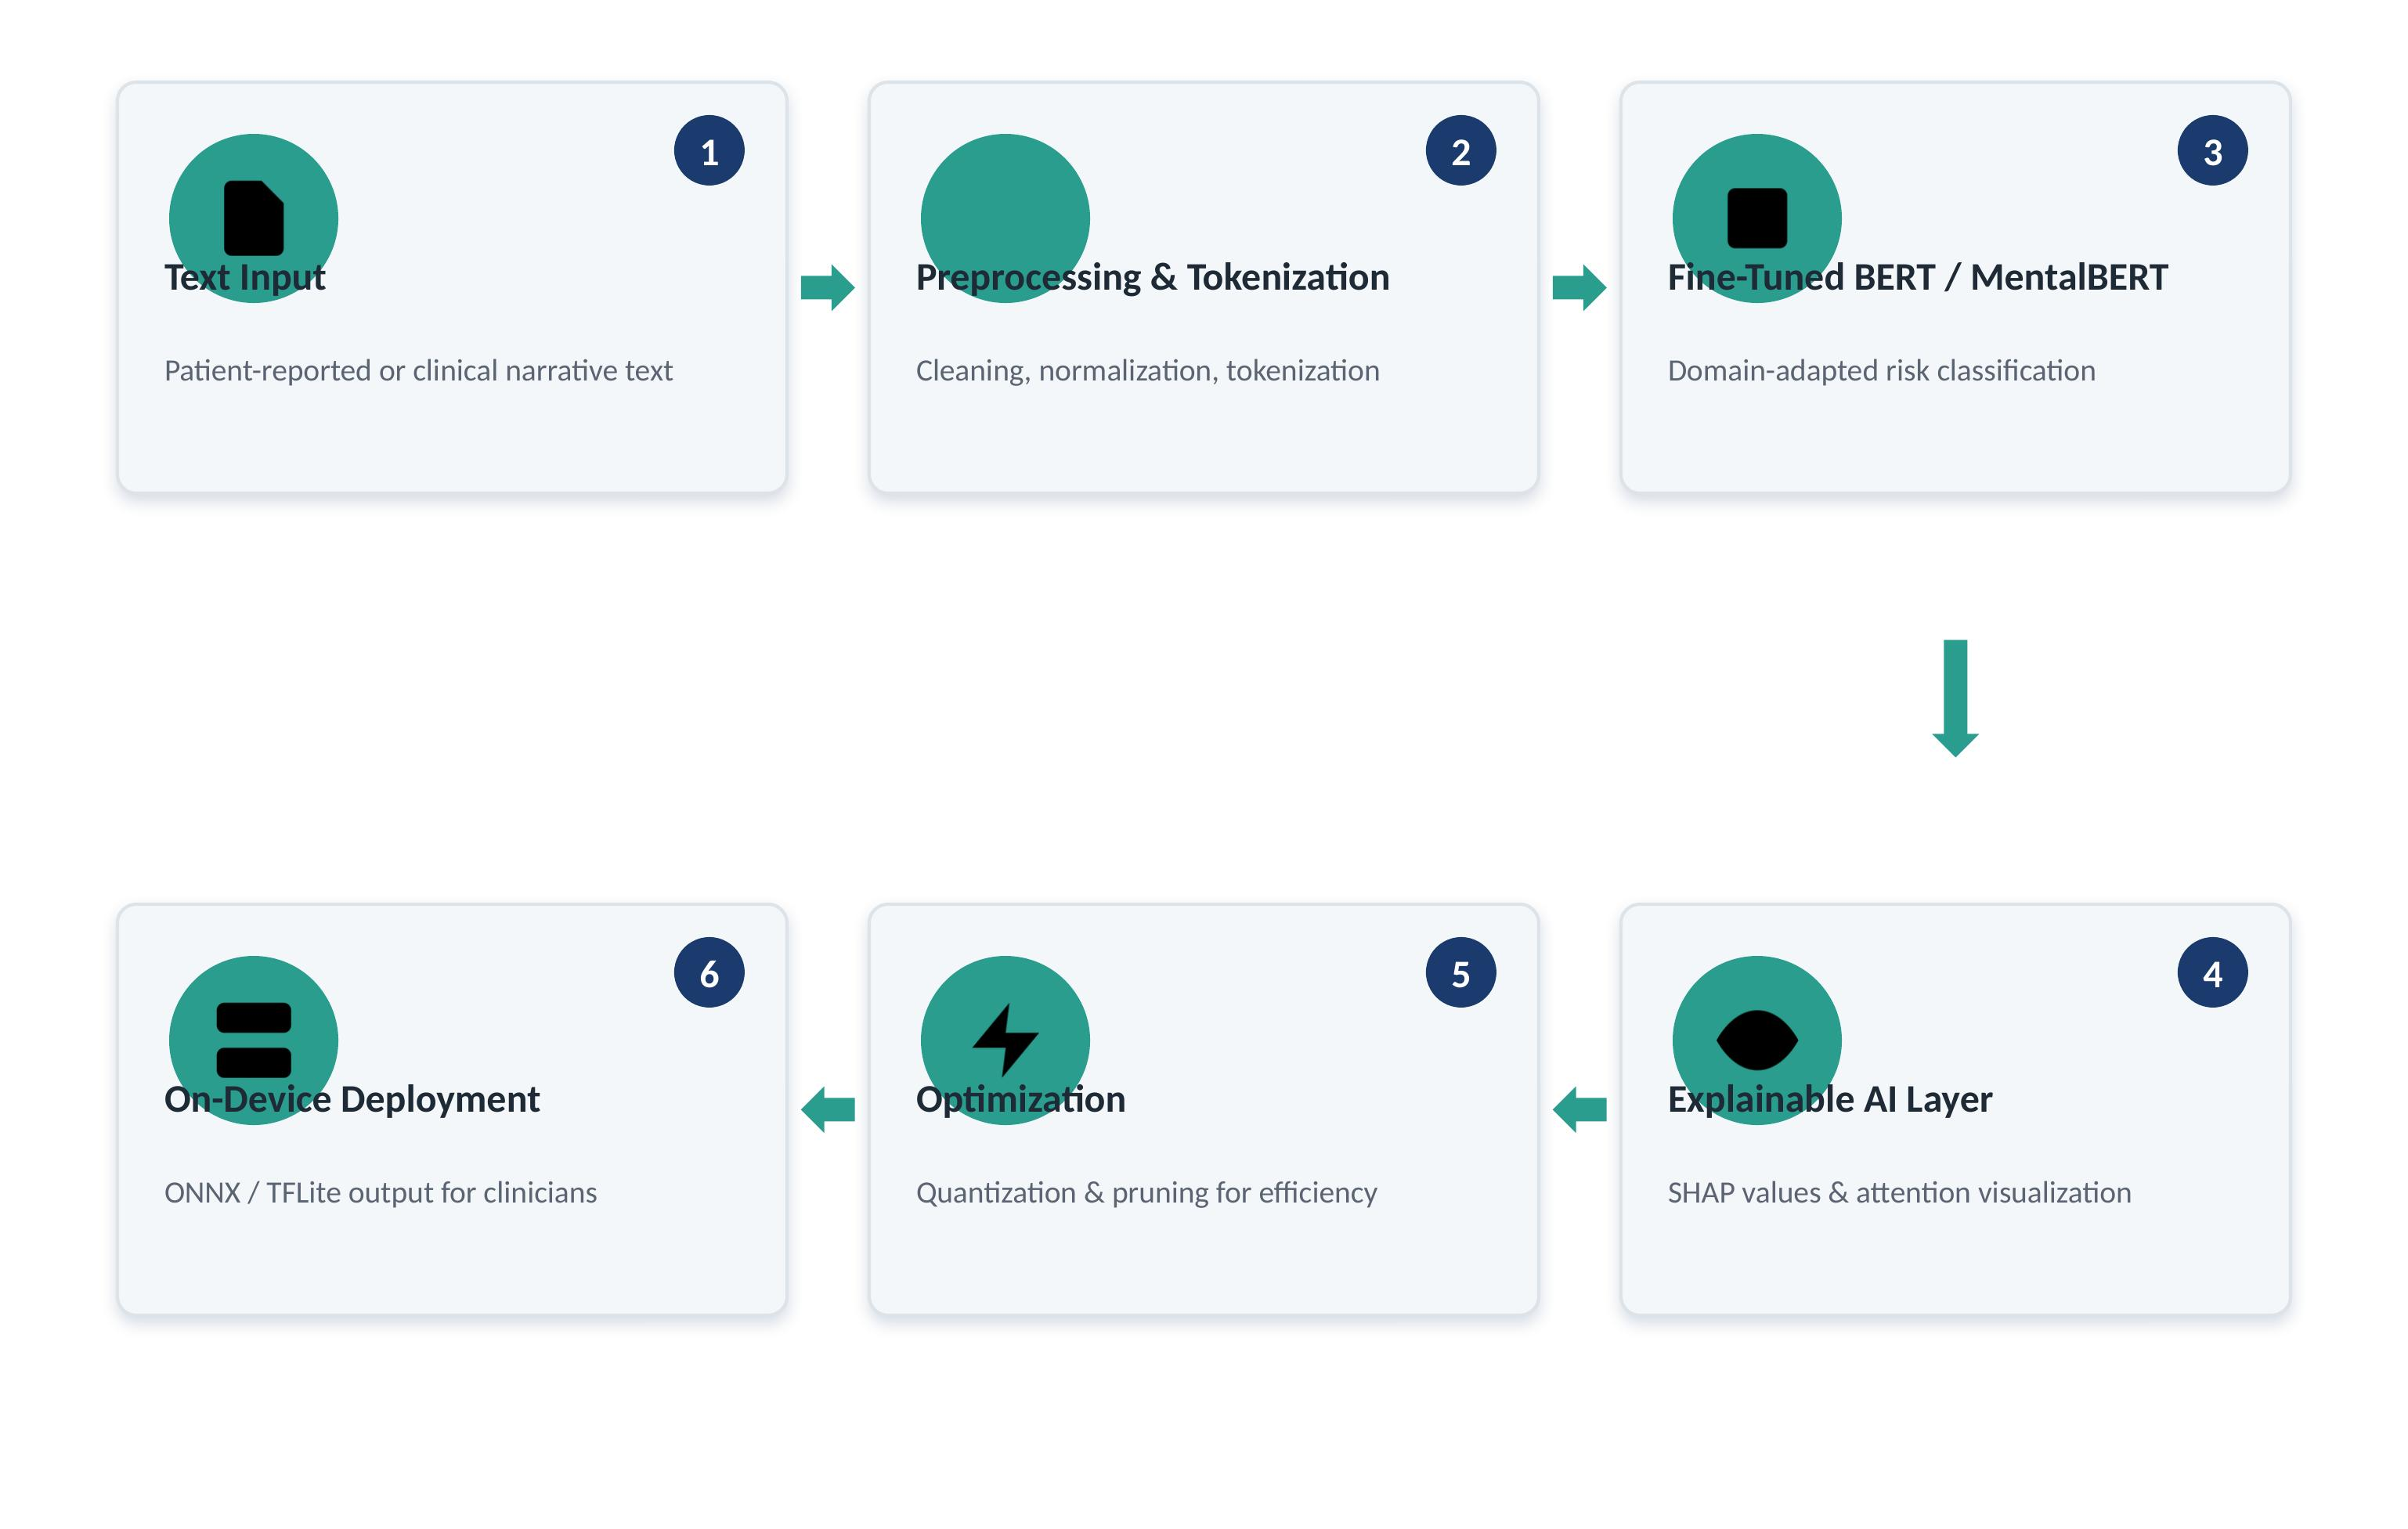 1
Text Input
Patient-reported or clinical narrative text
2
Preprocessing & Tokenization
Cleaning, normalization, tokenization
3
Fine-Tuned BERT / MentalBERT
Domain-adapted risk classification
4
Explainable AI Layer
SHAP values & attention visualization
5
Optimization
Quantization & pruning for efficiency
6
On-Device Deployment
ONNX / TFLite output for clinicians